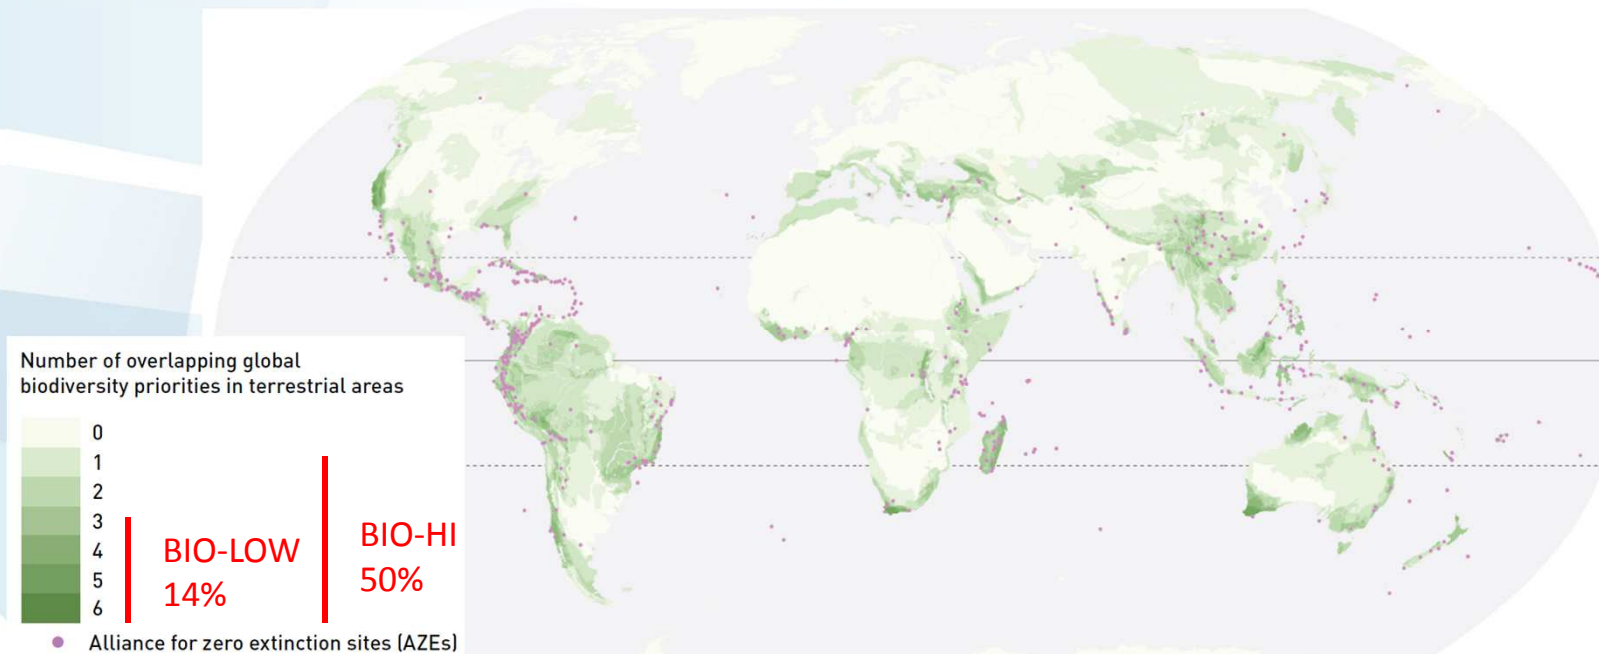 Number of overlapping global
biodiversity priorities in terrestrial areas
0
1
2
3
4
5
6
BIO-LOW
14%
BIO-HI
50%
Alliance for zero extinction sites (AZEs)